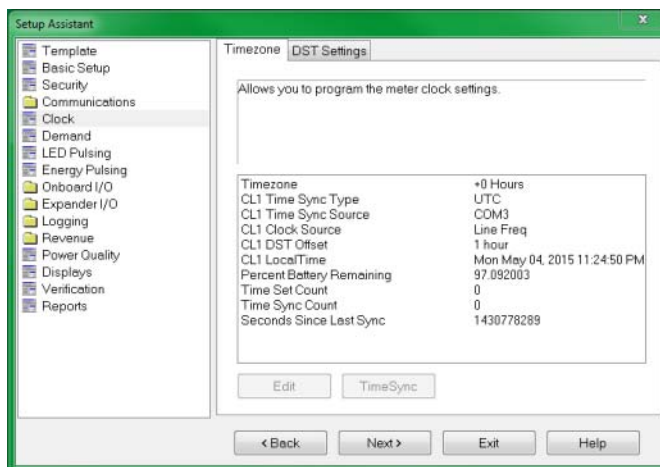 Setup Assistant
Template
Basic Setup
Security
Communications
Clock
Demand
LED Pulsing
Energy Pulsing
Onboard I/O
Expander I/O
Logging
Revenue
Power Quality
Displays
Verification
Reports
Timezone DST Settings
Allows you to program the meter clock settings.
Timezone +0 Hours
CL1 Time Sync Type UTC
CL1 Time Sync Source COM3
CL1 Clock Source Line Freq
CL1 DST Offset 1 hour
CL1 LocalTime Mon May 04, 2015 11:24:50 PM
Percent Battery Remaining 97.092003
Time Set Count 0
Time Sync Count 0
Seconds Since Last Sync 1430778289
Edit TimeSync
< Back Next > Exit Help